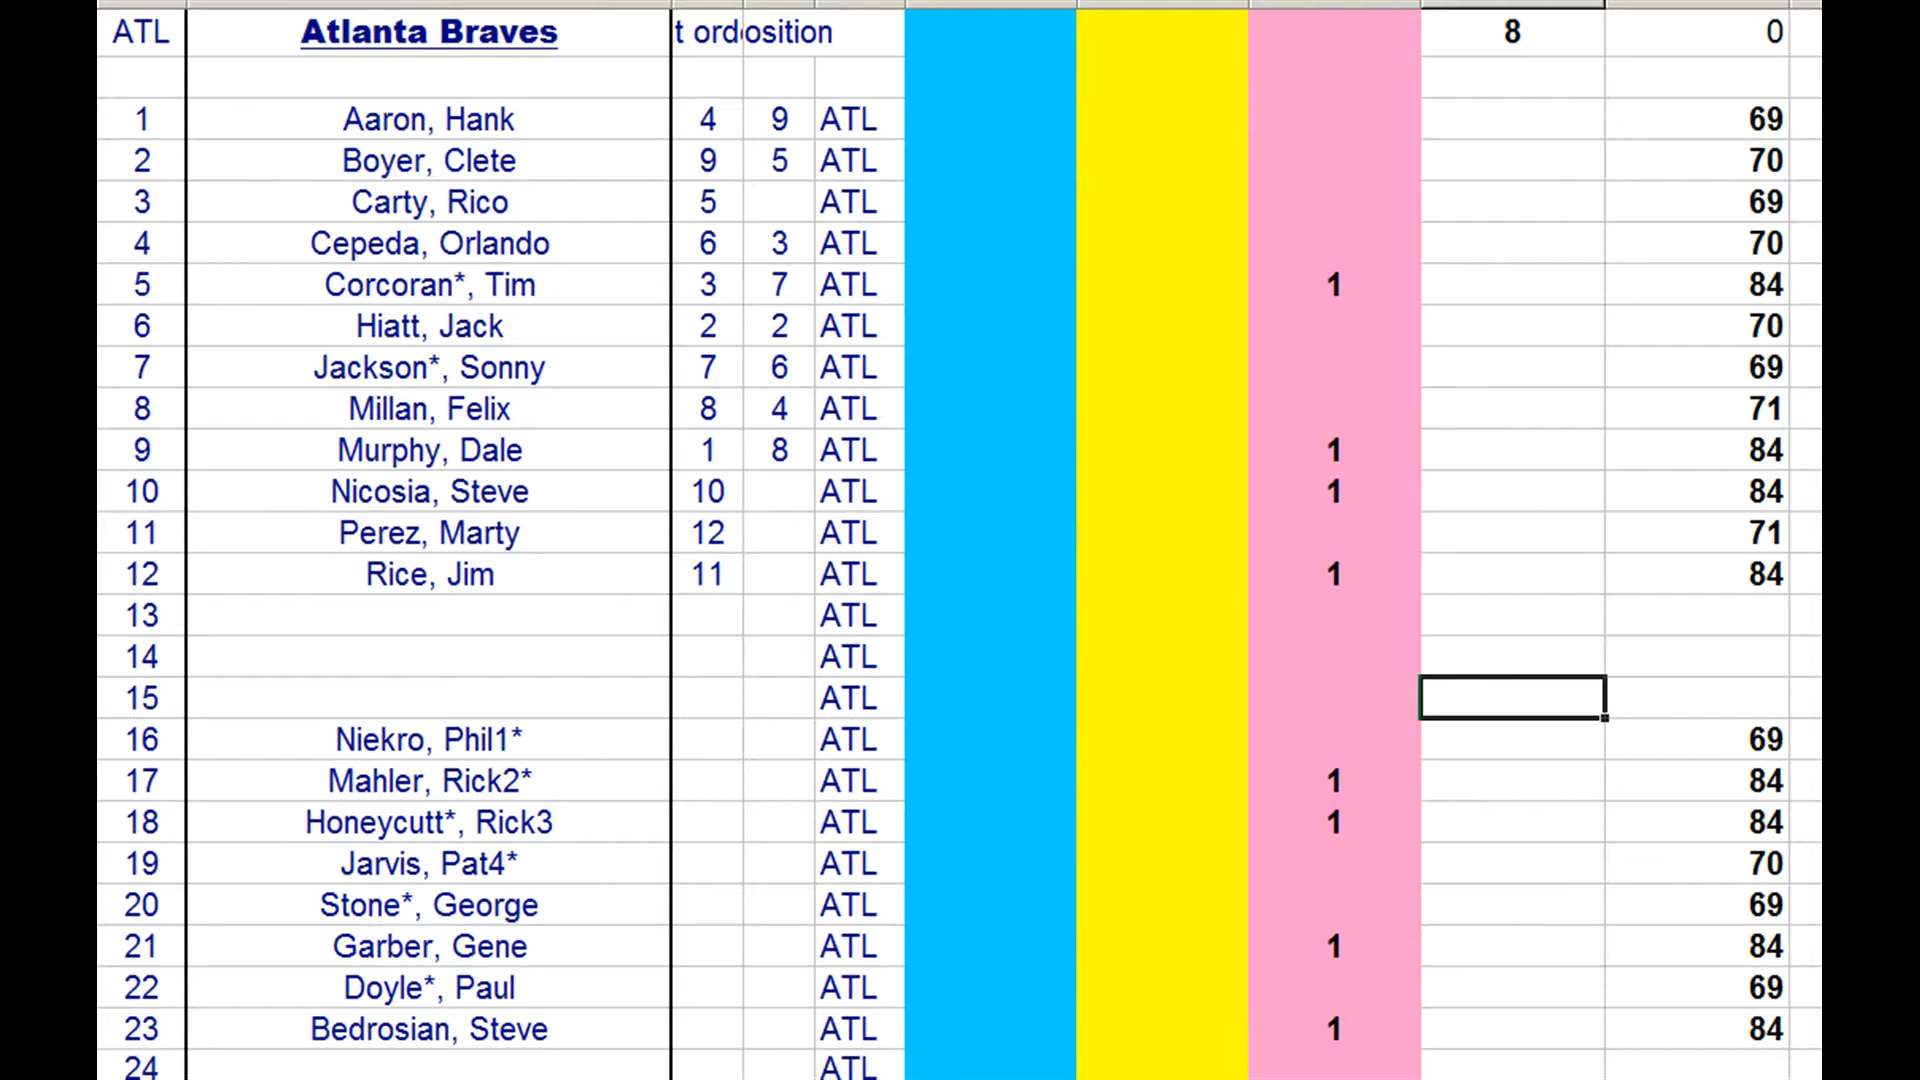 ATL Atlanta Braves t ord osition 8 0
1 Aaron, Hank 4 9 ATL 69
2 Boyer, Clete 9 5 ATL 70
3 Carty, Rico 5 ATL 69
4 Cepeda, Orlando 6 3 ATL 70
5 Corcoran*, Tim 3 7 ATL 1 84
6 Hiatt, Jack 2 2 ATL 70
7 Jackson*, Sonny 7 6 ATL 69
8 Millan, Felix 8 4 ATL 71
9 Murphy, Dale 1 8 ATL 1 84
10 Nicosia, Steve 10 ATL 1 84
11 Perez, Marty 12 ATL 71
12 Rice, Jim 11 ATL 1 84
13 ATL
14 ATL
15 ATL
16 Niekro, Phil1* ATL 69
17 Mahler, Rick2* ATL 1 84
18 Honeycutt*, Rick3 ATL 1 84
19 Jarvis, Pat4* ATL 70
20 Stone*, George ATL 69
21 Garber, Gene ATL 1 84
22 Doyle*, Paul ATL 69
23 Bedrosian, Steve ATL 1 84
24 ATL